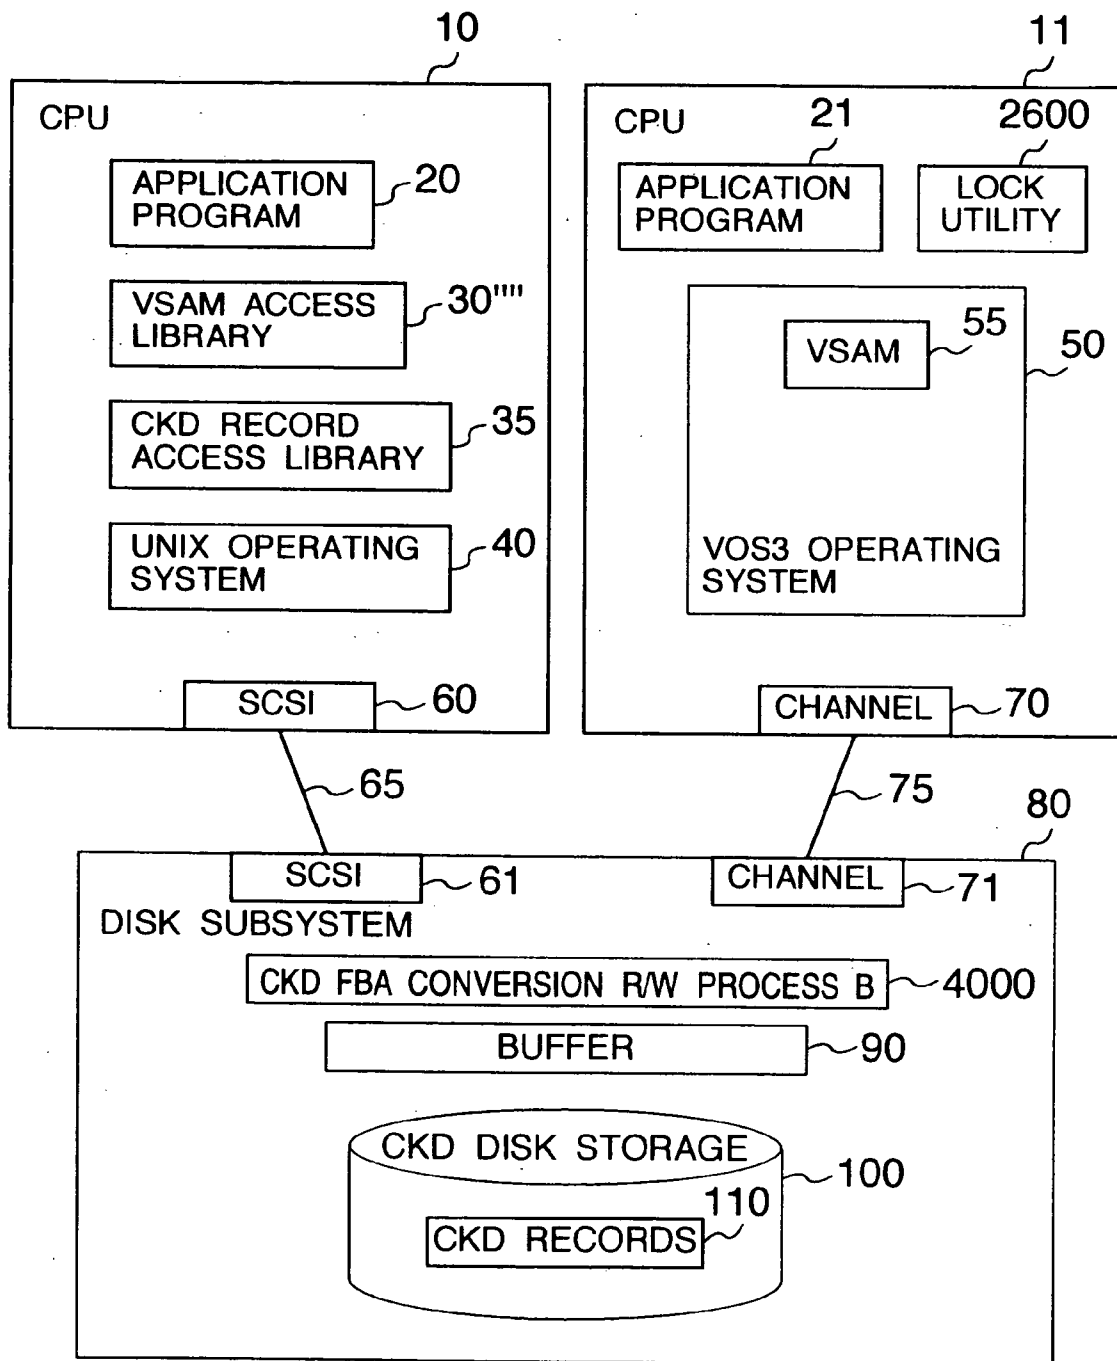 10
CPU
APPLICATION
PROGRAM
20
VSAM ACCESS
LIBRARY
30""
CKD RECORD
ACCESS LIBRARY
35
UNIX OPERATING
SYSTEM
40
SCSI
60
11
CPU
21
2600
APPLICATION
PROGRAM
LOCK
UTILITY
VSAM
55
50
VOS3 OPERATING
SYSTEM
CHANNEL
70
65
75
80
SCSI
61
CHANNEL
71
DISK SUBSYSTEM
CKD FBA CONVERSION R/W PROCESS B
4000
BUFFER
90
CKD DISK STORAGE
100
110
CKD RECORDS